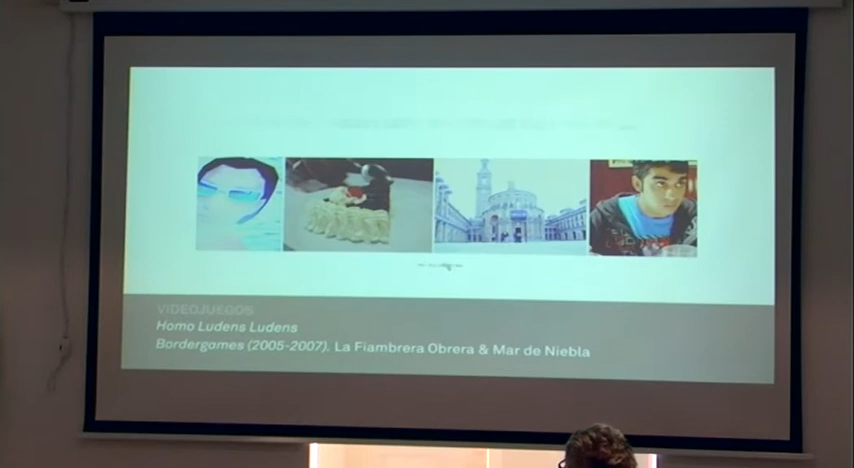 VIDEOJUEGOS
Homo Ludens Ludens
Bordergames (2005-2007). La Fiambrera Obrera & Mar de Niebla